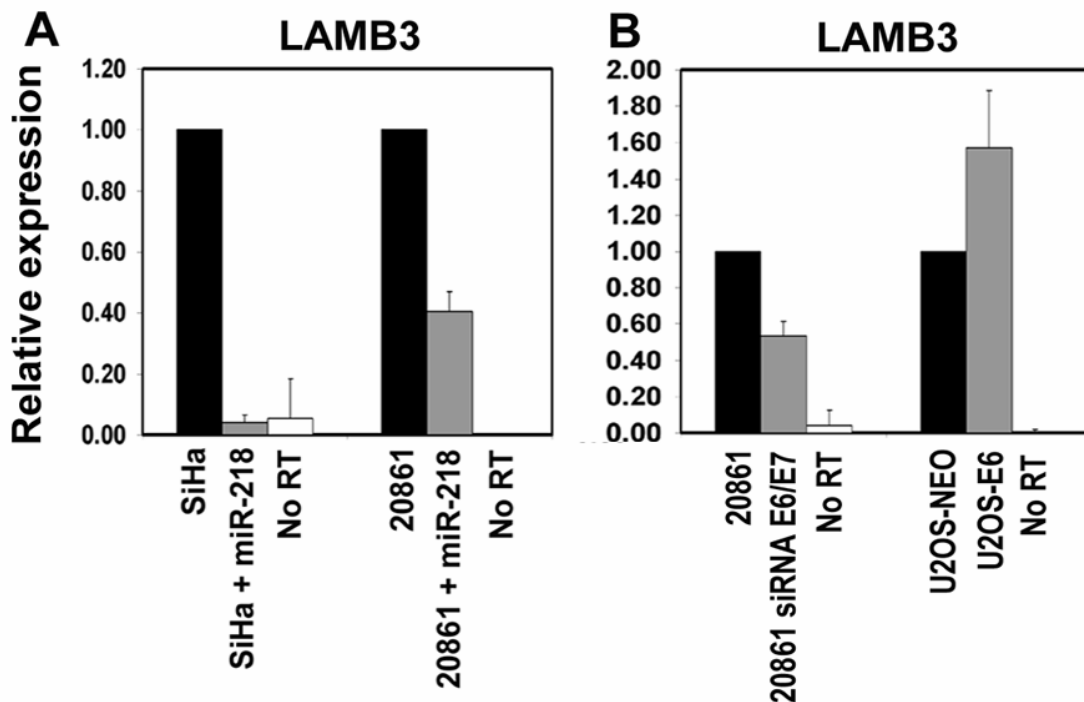 A
LAMB3
Relative expression
1.20
1.00
0.80
0.60
0.40
0.20
0.00
SiHa
SiHa + miR-218
No RT
20861
20861 + miR-218
No RT
B
LAMB3
2.00
1.80
1.60
1.40
1.20
1.00
0.80
0.60
0.40
0.20
0.00
20861
20861 siRNA E6/E7
No RT
U2OS-NEO
U2OS-E6
No RT